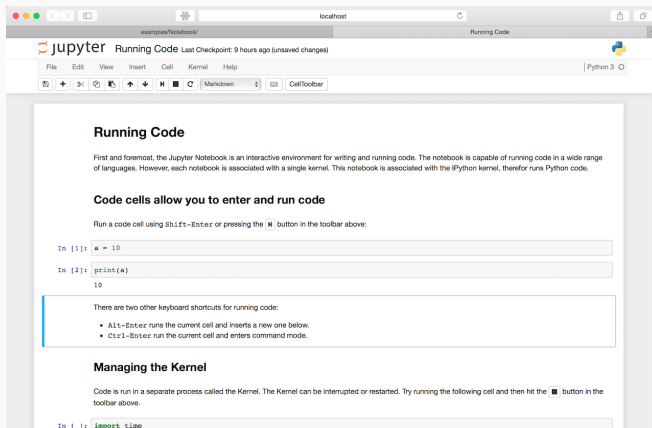 localhost
examples/Notebook/
Running Code
jupyter Running Code Last Checkpoint: 9 hours ago (unsaved changes)
File Edit View Insert Cell Kernel Help
Python 3
Markdown CellToolbar
Running Code
First and foremost, the Jupyter Notebook is an interactive environment for writing and running code. The notebook is capable of running code in a wide range
of languages. However, each notebook is associated with a single kernel. This notebook is associated with the IPython kernel, therefor runs Python code.
Code cells allow you to enter and run code
Run a code cell using Shift-Enter or pressing the button in the toolbar above:
In [1]: a = 10
In [2]: print(a)
10
There are two other keyboard shortcuts for running code:
• Alt-Enter runs the current cell and inserts a new one below.
• Ctrl-Enter run the current cell and enters command mode.
Managing the Kernel
Code is run in a separate process called the Kernel. The Kernel can be interrupted or restarted. Try running the following cell and then hit the button in the
toolbar above.
In [ ]: import time